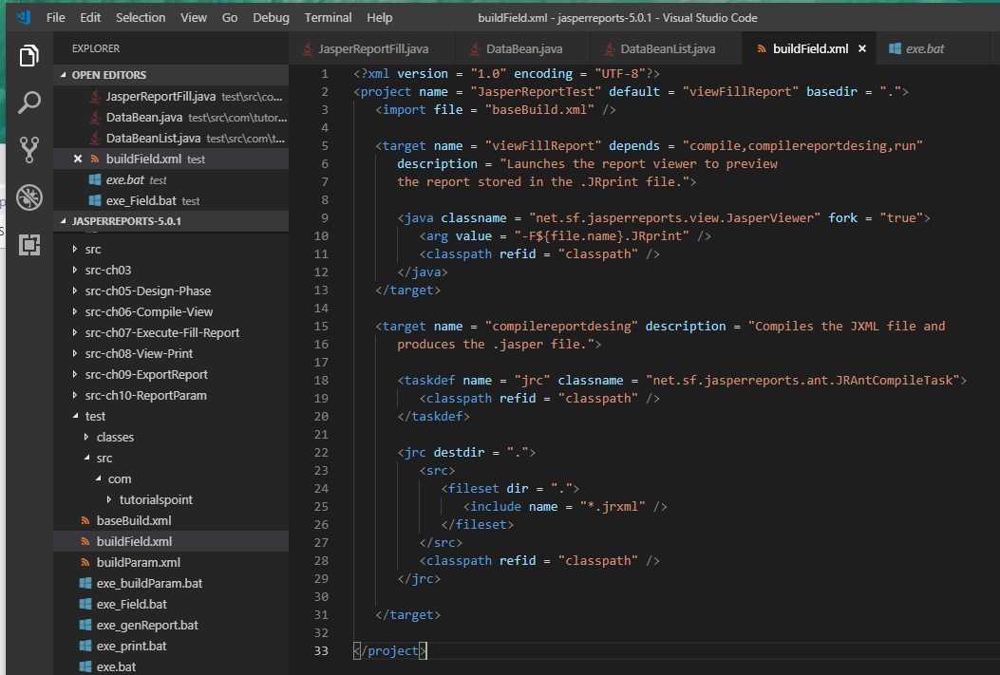 File Edit Selection View Go Debug Terminal Help buildField.xml - jasperreports-5.0.1 - Visual Studio Code
EXPLORER
OPEN EDITORS
JasperReportFill.java test\src\co...
DataBean.java test\src\com\tutor...
DataBeanList.java test\src\com\t...
buildField.xml test
exe.bat test
exe_Field.bat test
JASPERREPORTS-5.0.1
src
src-ch03
src-ch05-Design-Phase
src-ch06-Compile-View
src-ch07-Execute-Fill-Report
src-ch08-View-Print
src-ch09-ExportReport
src-ch10-ReportParam
test
classes
src
com
tutorialspoint
baseBuild.xml
buildField.xml
buildParam.xml
exe_buildParam.bat
exe_Field.bat
exe_genReport.bat
exe_print.bat
exe.bat
JasperReportFill.java DataBean.java DataBeanList.java buildField.xml exe.bat
1 <?xml version = "1.0" encoding = "UTF-8"?>
2 <project name = "JasperReportTest" default = "viewFillReport" basedir = ".">
3 <import file = "baseBuild.xml" />
4
5 <target name = "viewFillReport" depends = "compile,compilereportdesing,run"
6 description = "Launches the report viewer to preview
7 the report stored in the .JRprint file.">
8
9 <java classname = "net.sf.jasperreports.view.JasperViewer" fork = "true">
10 <arg value = "-F${file.name}.JRprint" />
11 <classpath refid = "classpath" />
12 </java>
13 </target>
14
15 <target name = "compilereportdesing" description = "Compiles the JXML file and
16 produces the .jasper file.">
17
18 <taskdef name = "jrc" classname = "net.sf.jasperreports.ant.JRAntCompileTask">
19 <classpath refid = "classpath" />
20 </taskdef>
21
22 <jrc destdir = ".">
23 <src>
24 <fileset dir = ".">
25 <include name = "*.jrxml" />
26 </fileset>
27 </src>
28 <classpath refid = "classpath" />
29 </jrc>
30
31 </target>
32
33 </project>